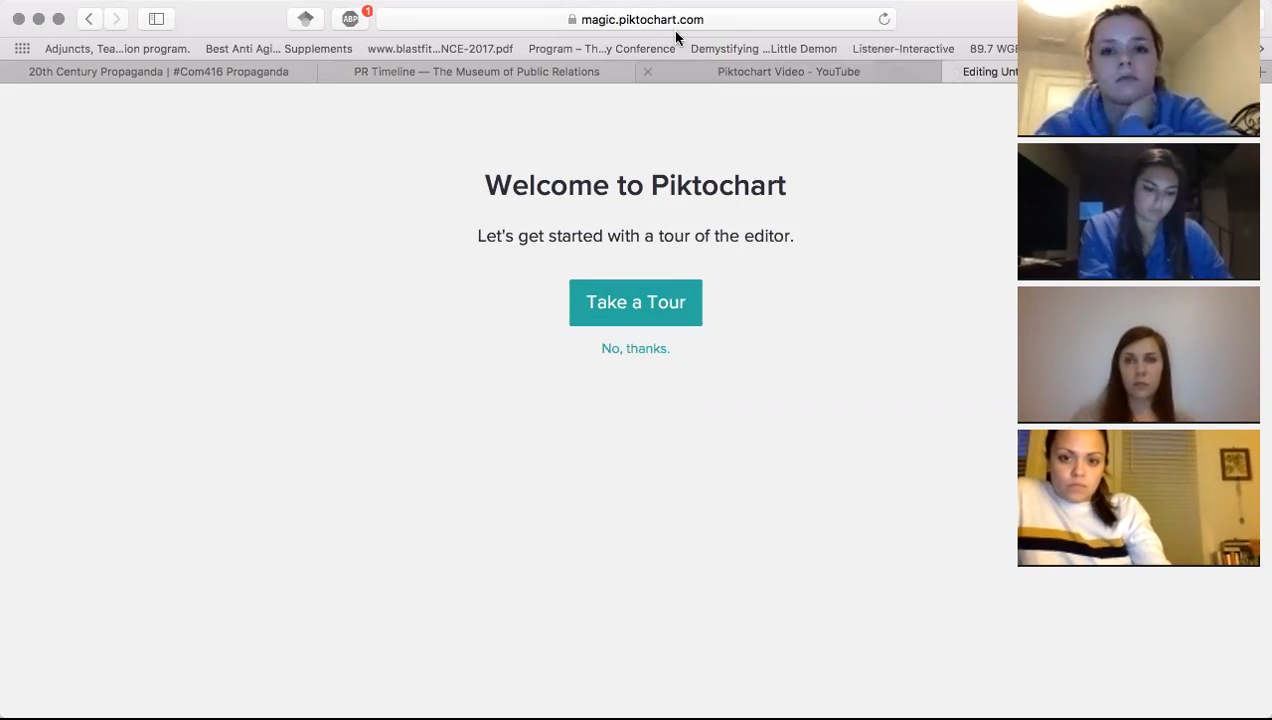 ABP
1
magic.piktochart.com
Adjuncts, Tea...ion program. Best Anti Agi... Supplements www.blastfit...NCE-2017.pdf Program – Th...y Conference Demystifying ...Little Demon Listener-Interactive 89.7 WGB
20th Century Propaganda | #Com416 Propaganda PR Timeline — The Museum of Public Relations Piktochart Video - YouTube Editing Unt
Welcome to Piktochart
Let's get started with a tour of the editor.
Take a Tour
No, thanks.